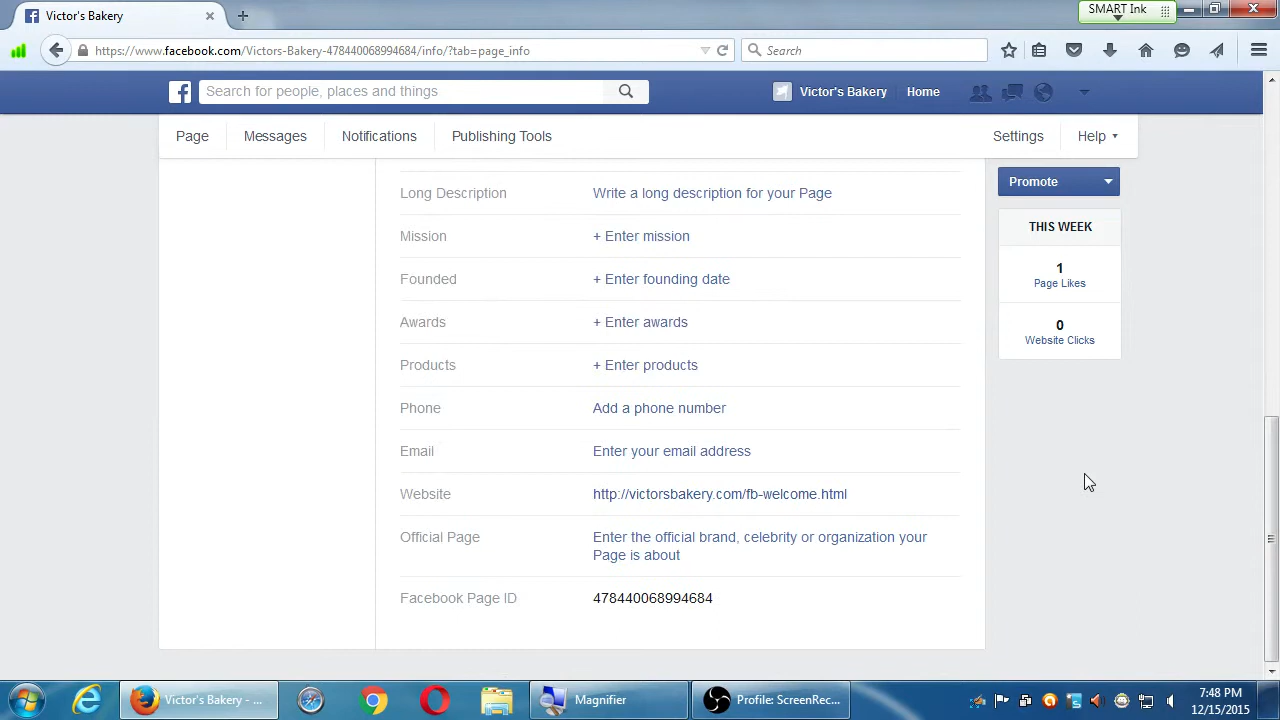 Victor's Bakery
SMART Ink
https://www.facebook.com/Victors-Bakery-478440068994684/info/?tab=page_info
Search
Search for people, places and things
Victor's Bakery
Home
Page
Messages
Notifications
Publishing Tools
Settings
Help
Long Description
Write a long description for your Page
Promote
Mission
+ Enter mission
THIS WEEK
Founded
+ Enter founding date
1
Page Likes
Awards
+ Enter awards
0
Website Clicks
Products
+ Enter products
Phone
Add a phone number
Email
Enter your email address
Website
http://victorsbakery.com/fb-welcome.html
Official Page
Enter the official brand, celebrity or organization your
Page is about
Facebook Page ID
478440068994684
Victor's Bakery - ...
Magnifier
Profile: ScreenRec...
7:48 PM
12/15/2015